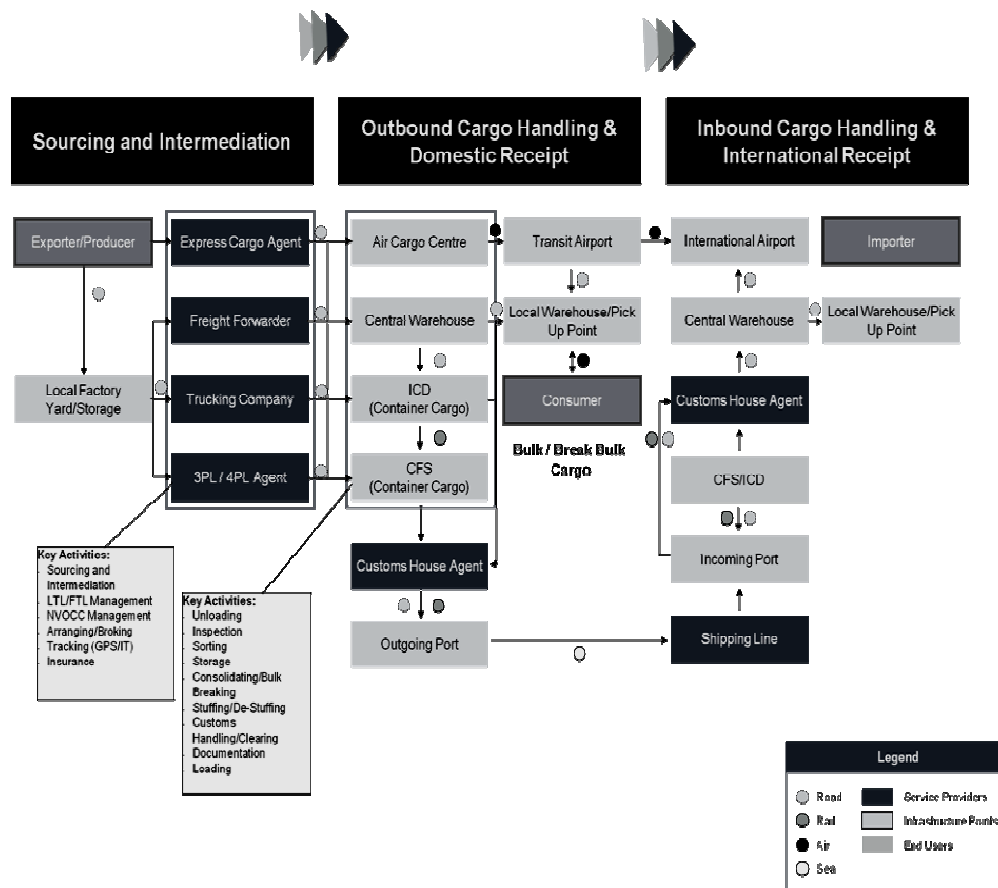 Sourcing and Intermediation
Outbound Cargo Handling &
Domestic Receipt
Inbound Cargo Handling &
International Receipt
Exporter/Producer
Express Cargo Agent
Air Cargo Centre
Transit Airport
International Airport
Importer
Freight Forwarder
Central Warehouse
Local Warehouse/Pick
Up Point
Central Warehouse
Local Warehouse/Pick
Up Point
Local Factory
Yard/Storage
Trucking Company
ICD
(Container Cargo)
Consumer
Customs House Agent
Bulk / Break Bulk
Cargo
3PL / 4PL Agent
CFS
(Container Cargo)
CFS/ICD
Customs House Agent
Incoming Port
Outgoing Port
Shipping Line
Key Activities:
Sourcing and
Intermediation
LTL/FTL Management
NVOCC Management
Arranging/Broking
Tracking (GPS/IT)
Insurance
Key Activities:
Unloading
Inspection
Sorting
Storage
Consolidating/Bulk
Breaking
Stuffing/De-Stuffing
Customs
Handling/Clearing
Documentation
Loading
Legend
Road
Rail
Air
Sea
Service Providers
Infrastructure Points
End Users